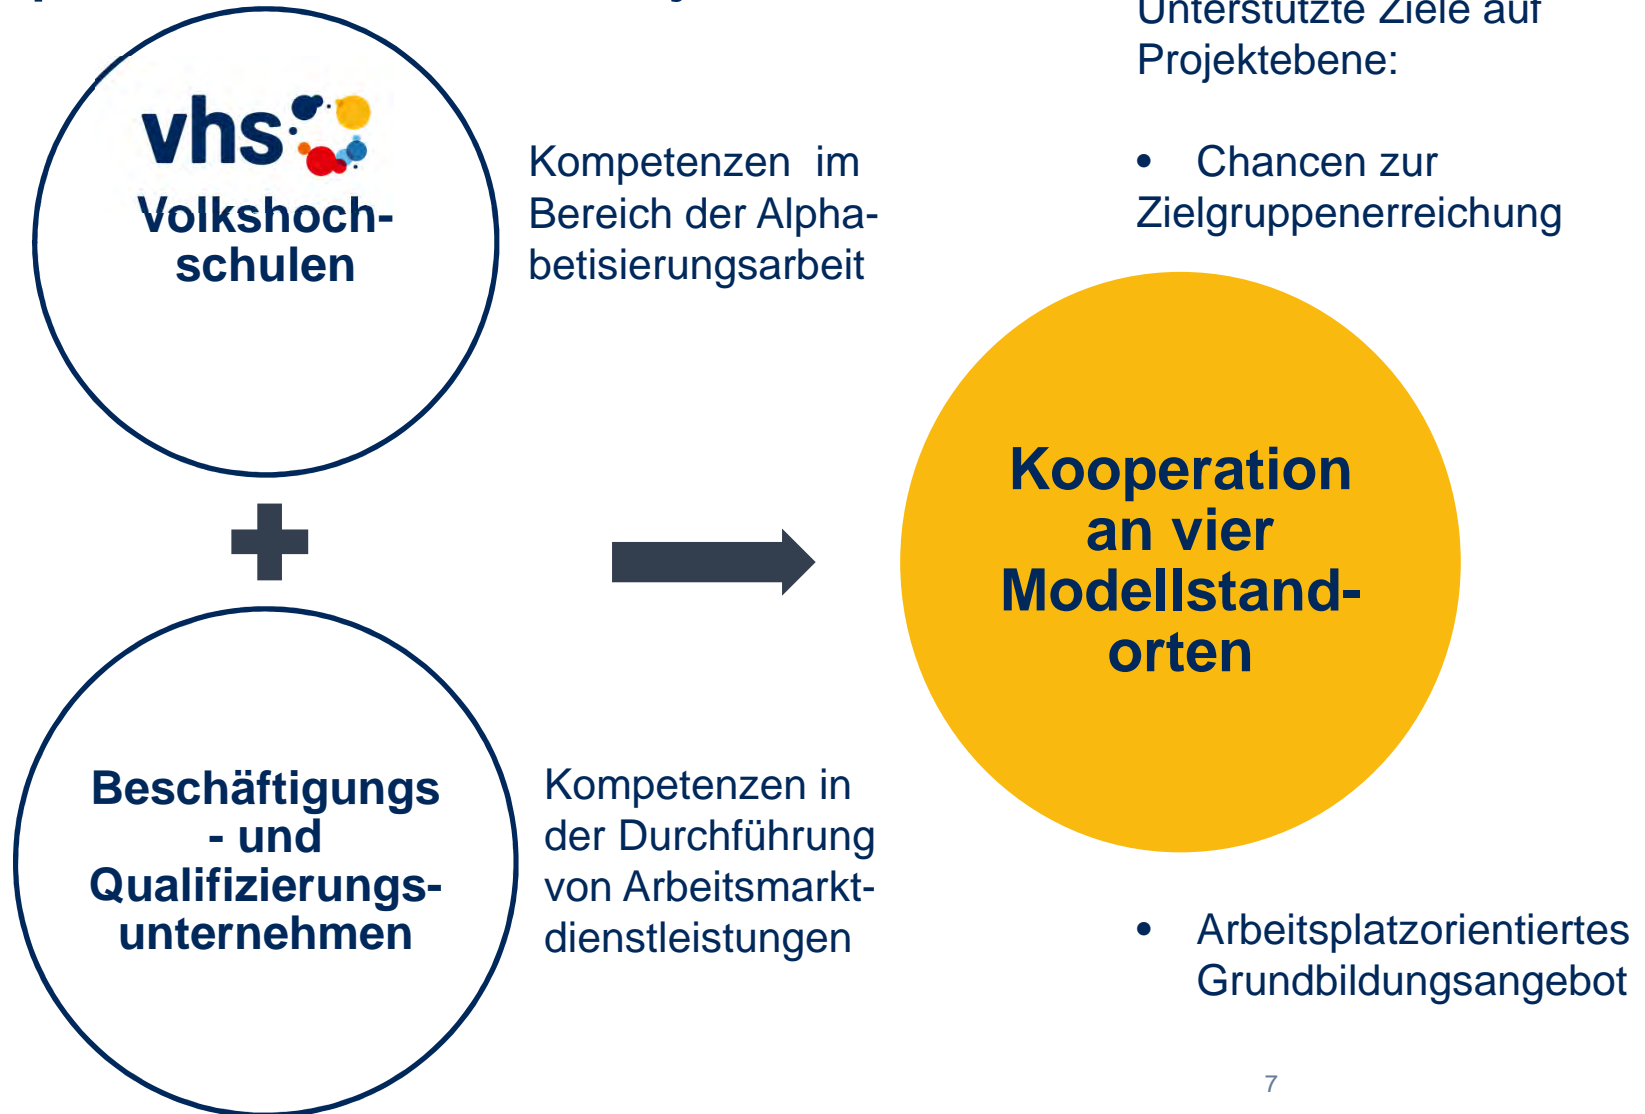 vhs
Volkshoch-
schulen
Kompetenzen im
Bereich der Alpha-
betisierungsarbeit
Beschäftigungs
- und
Qualifizierungs-
unternehmen
Kompetenzen in
der Durchführung
von Arbeitsmarkt-
dienstleistungen
Kooperation
an vier
Modellstand-
orten
Unterstützte Ziele auf
Projektebene:
• Chancen zur
Zielgruppenerreichung
• Arbeitsplatzorientiertes
Grundbildungsangebot
7